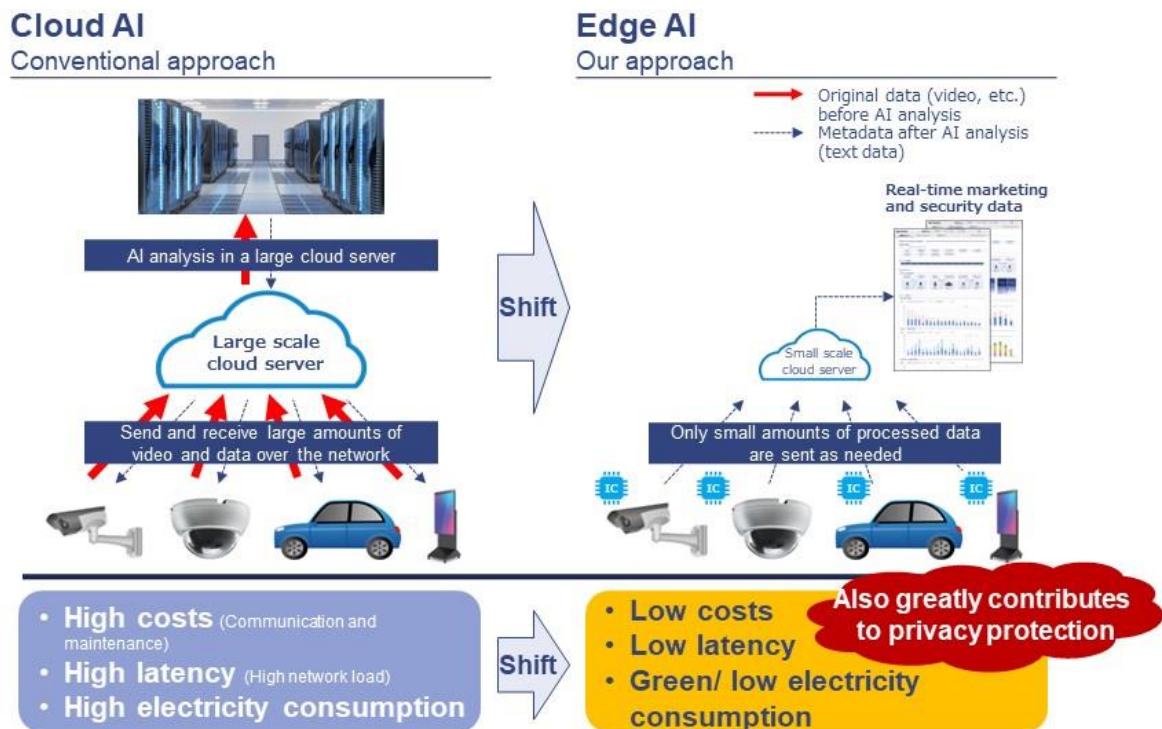 Cloud AI
Conventional approach
AI analysis in a large cloud server
Large scale
cloud server
Send and receive large amounts of
video and data over the network
Shift
Edge AI
Our approach
Original data (video, etc.)
before AI analysis
Metadata after AI analysis
(text data)
Real-time marketing
and security data
Small scale
cloud server
Only small amounts of processed data
are sent as needed
IC
IC
IC
IC
• High costs (Communication and
maintenance)
• High latency (High network load)
• High electricity consumption
Shift
• Low costs
• Low latency
• Green/ low electricity
consumption
Also greatly contributes
to privacy protection